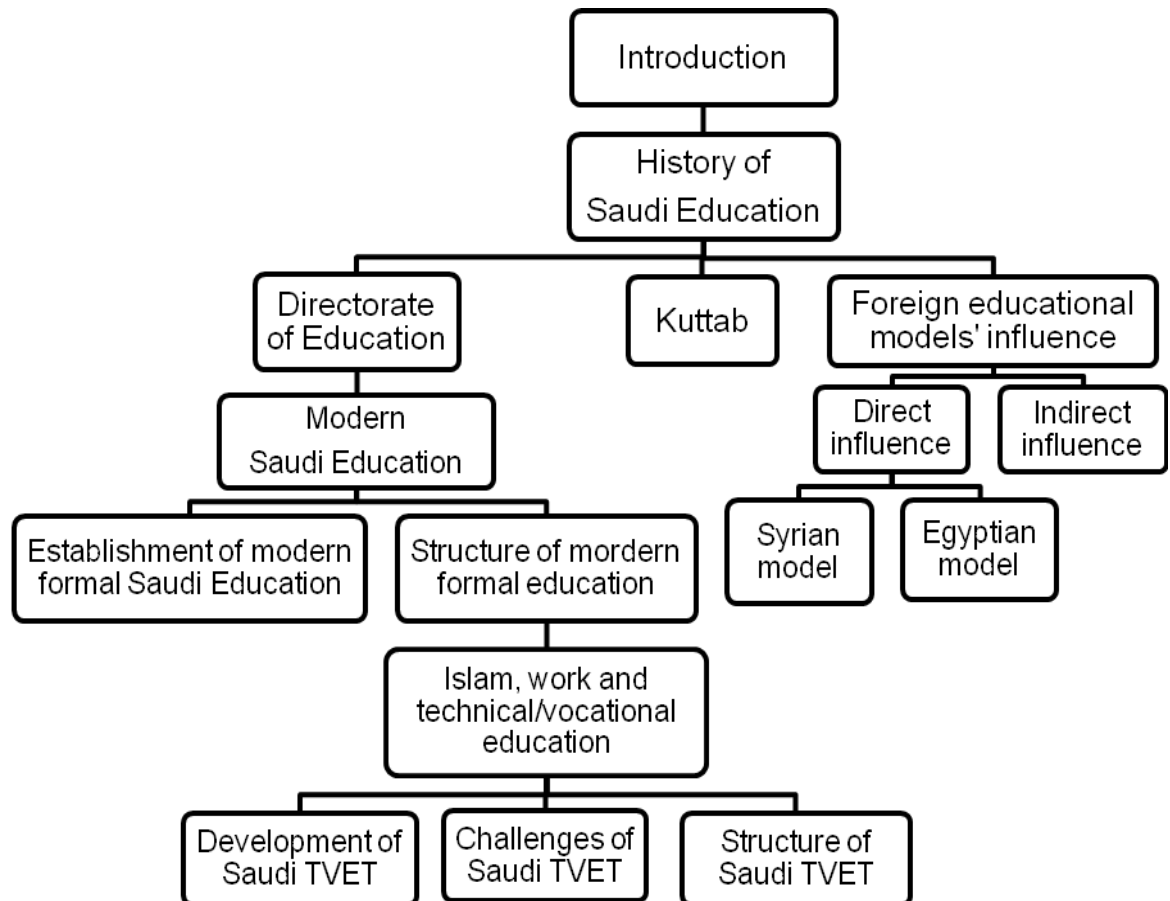 Introduction
History of
Saudi Education
Directorate
of Education
Kuttab
Foreign educational
models' influence
Modern
Saudi Education
Direct
influence
Indirect
influence
Establishment of modern
formal Saudi Education
Structure of mordern
formal education
Syrian
model
Egyptian
model
Islam, work and
technical/vocational
education
Development of
Saudi TVET
Challenges of
Saudi TVET
Structure of
Saudi TVET